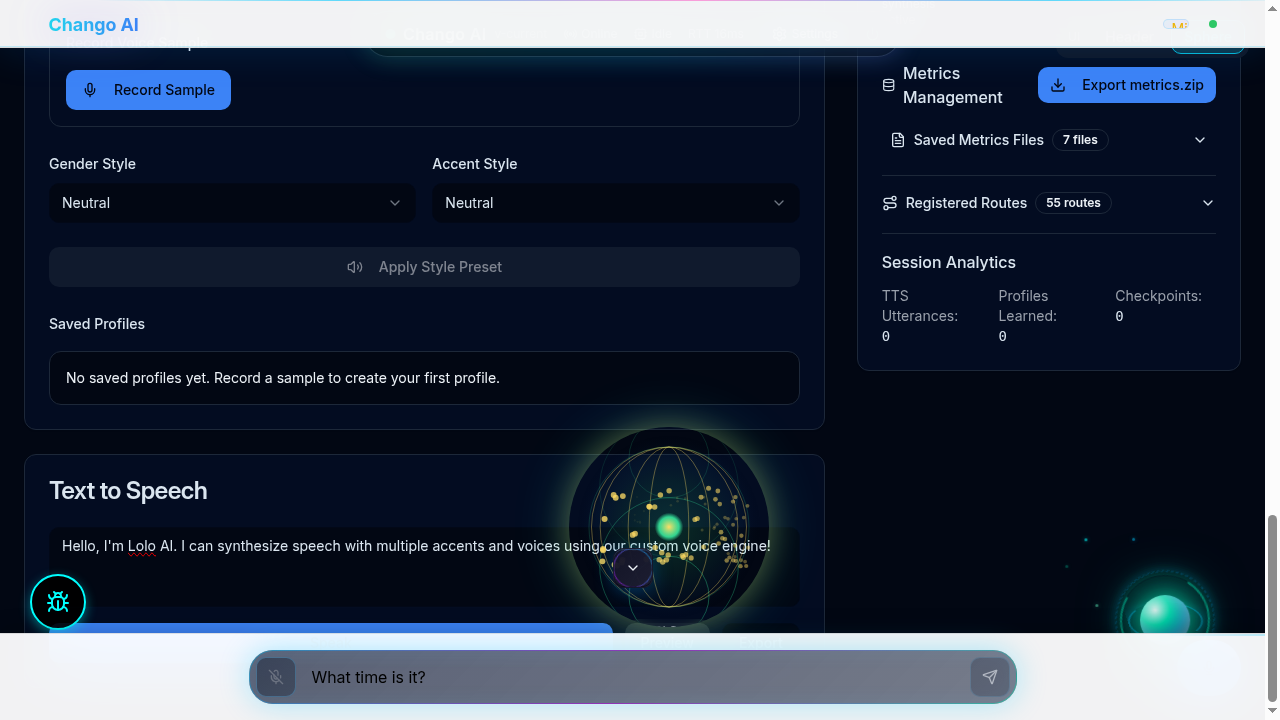 Chango AI
Record Sample
Metrics
Management
Export metrics.zip
Saved Metrics Files 7 files
Registered Routes 55 routes
Session Analytics
TTS Utterances: 0
Profiles Learned: 0
Checkpoints: 0
Gender Style
Neutral
Accent Style
Neutral
Apply Style Preset
Saved Profiles
No saved profiles yet. Record a sample to create your first profile.
Text to Speech
Hello, I'm Lolo AI. I can synthesize speech with multiple accents and voices using our custom voice engine!
What time is it?